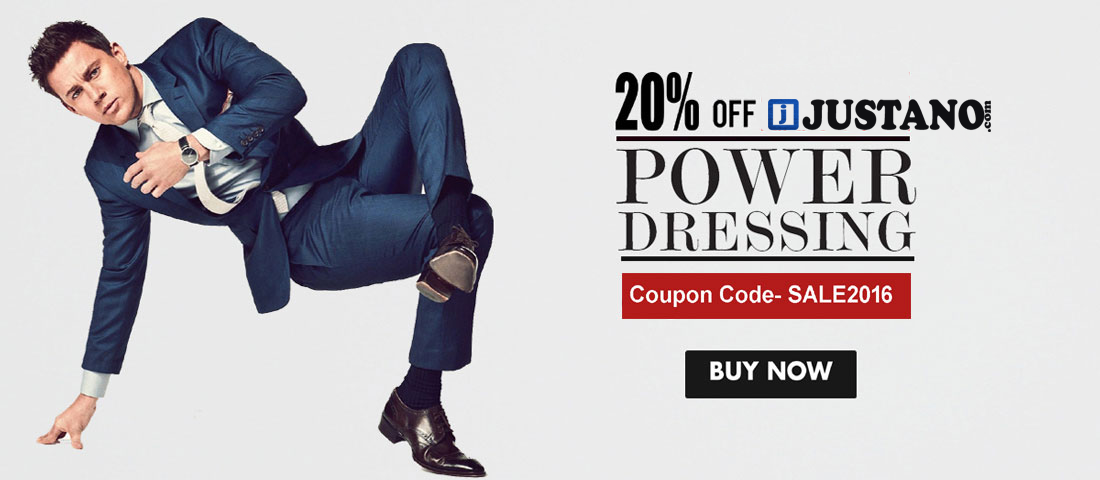 20% OFF j JUSTANO.com
POWER
DRESSING
Coupon Code- SALE2016
BUY NOW